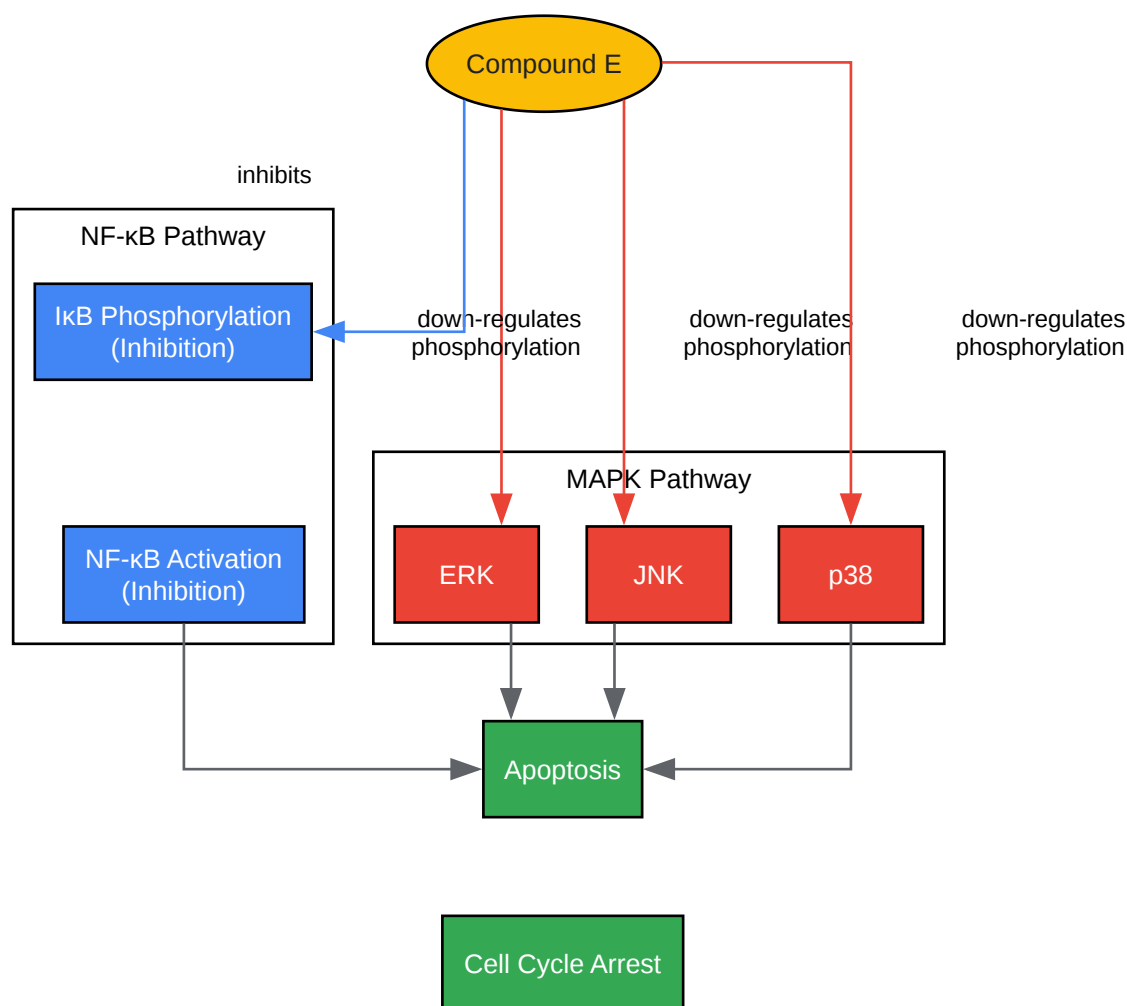 Compound E
inhibits
NF-κB Pathway
IκB Phosphorylation
(Inhibition)
down-regulates
phosphorylation
down-regulates
phosphorylation
down-regulates
phosphorylation
MAPK Pathway
NF-κB Activation
(Inhibition)
ERK
JNK
p38
Apoptosis
Cell Cycle Arrest